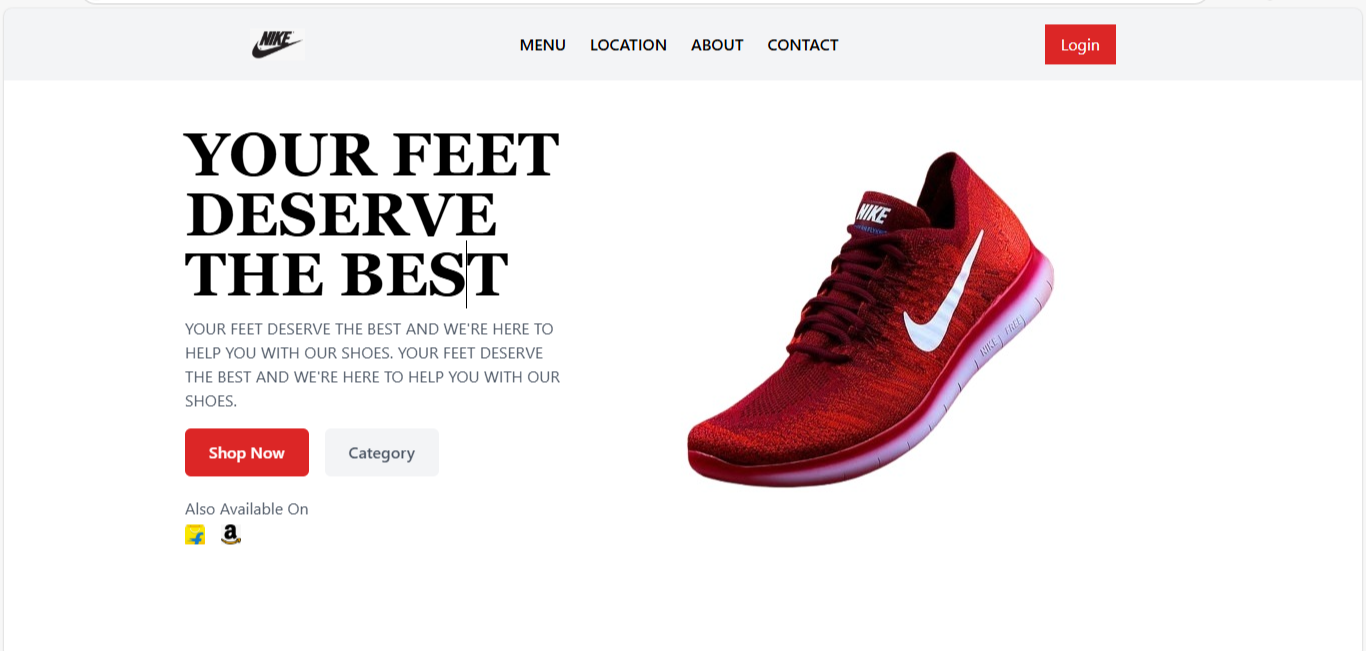 NIKE
MENU LOCATION ABOUT CONTACT
Login
YOUR FEET
DESERVE
THE BEST
YOUR FEET DESERVE THE BEST AND WE'RE HERE TO
HELP YOU WITH OUR SHOES. YOUR FEET DESERVE
THE BEST AND WE'RE HERE TO HELP YOU WITH OUR
SHOES.
Shop Now Category
Also Available On
f
a
NIKE
NIKE FREE